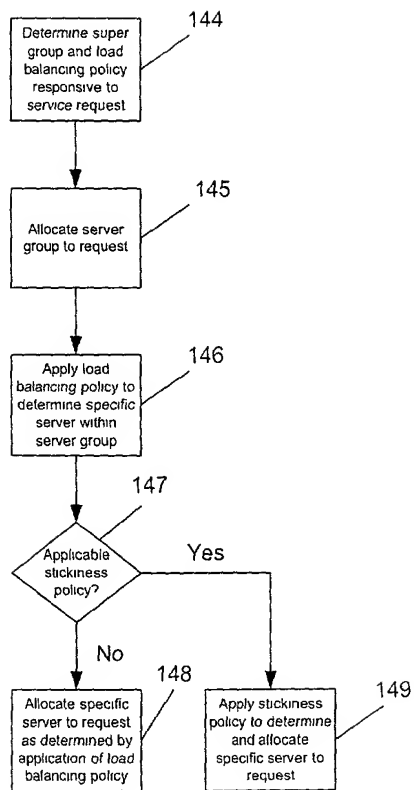 Determine super
group and load
balancing policy
responsive to
service request
144
Allocate server
group to request
145
Apply load
balancing policy to
determine specific
server within
server group
146
147
Applicable
stickiness
policy?
Yes
No
Allocate specific
server to request
as determined by
application of load
balancing policy
148
Apply stickiness
policy to determine
and allocate
specific server to
request
149